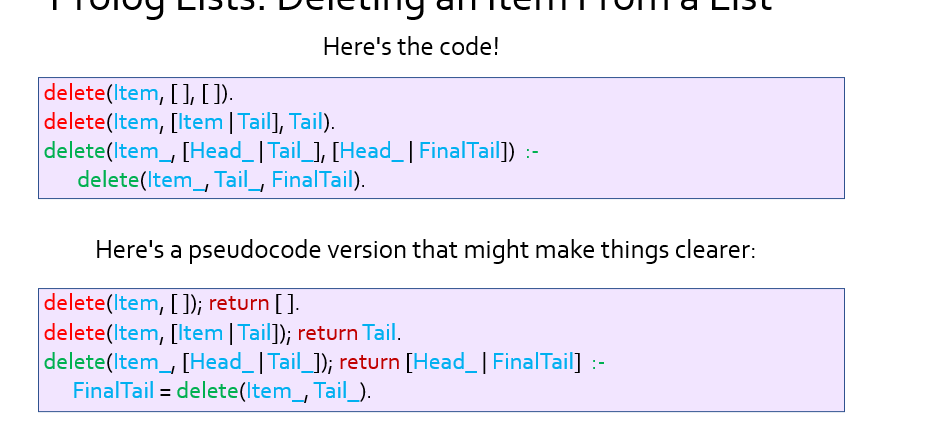 Prolog Lists: Deleting an Item From a List
Here's the code!
delete(Item, [ ], [ ]).
delete(Item, [Item | Tail], Tail).
delete(Item_, [Head_ | Tail_], [Head_ | FinalTail]) :-
delete(Item_, Tail_, FinalTail).
Here's a pseudocode version that might make things clearer:
delete(Item, [ ]); return [ ].
delete(Item, [Item | Tail]); return Tail.
delete(Item_, [Head_ | Tail_]); return [Head_ | FinalTail] :-
FinalTail = delete(Item_, Tail_).